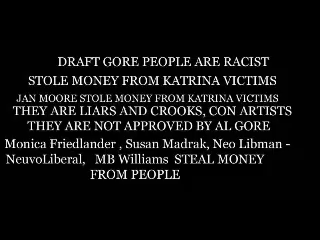 DRAFT GORE PEOPLE ARE RACIST
STOLE MONEY FROM KATRINA VICTIMS
JAN MOORE STOLE MONEY FROM KATRINA VICTIMS
THEY ARE LIARS AND CROOKS, CON ARTISTS
THEY ARE NOT APPROVED BY AL GORE
Monica Friedlander , Susan Madrak, Neo Libman -
NeuvoLiberal,   MB Williams  STEAL MONEY
FROM PEOPLE